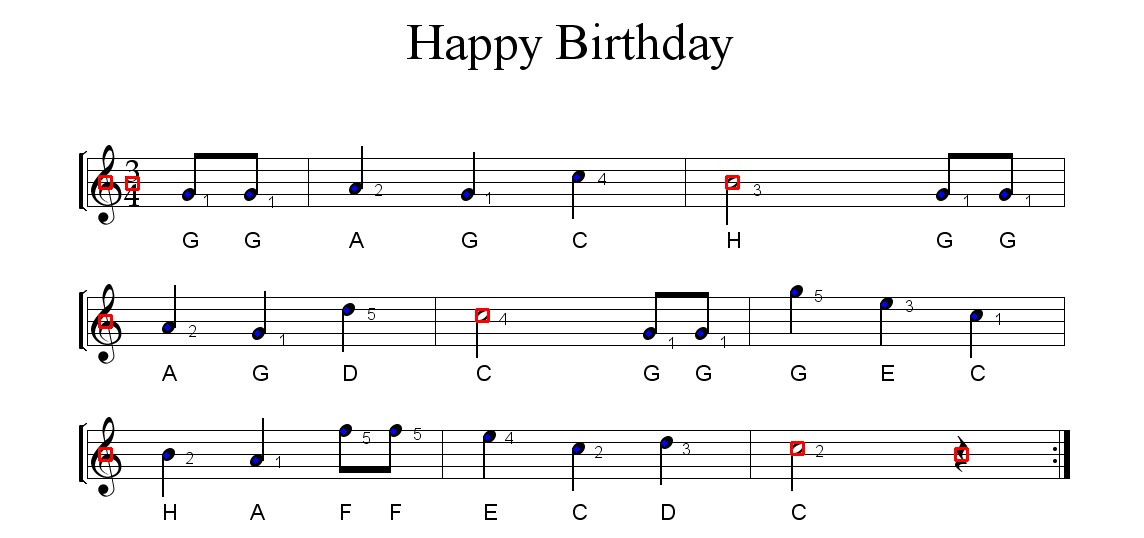 Happy Birthday
3
4
1 1 2 1 4 3 1 1
G G A G C H G G
2 1 5 4 1 1 5 3 1
A G D C G G G E C
2 1 5 5 4 2 3 2
H A F F E C D C